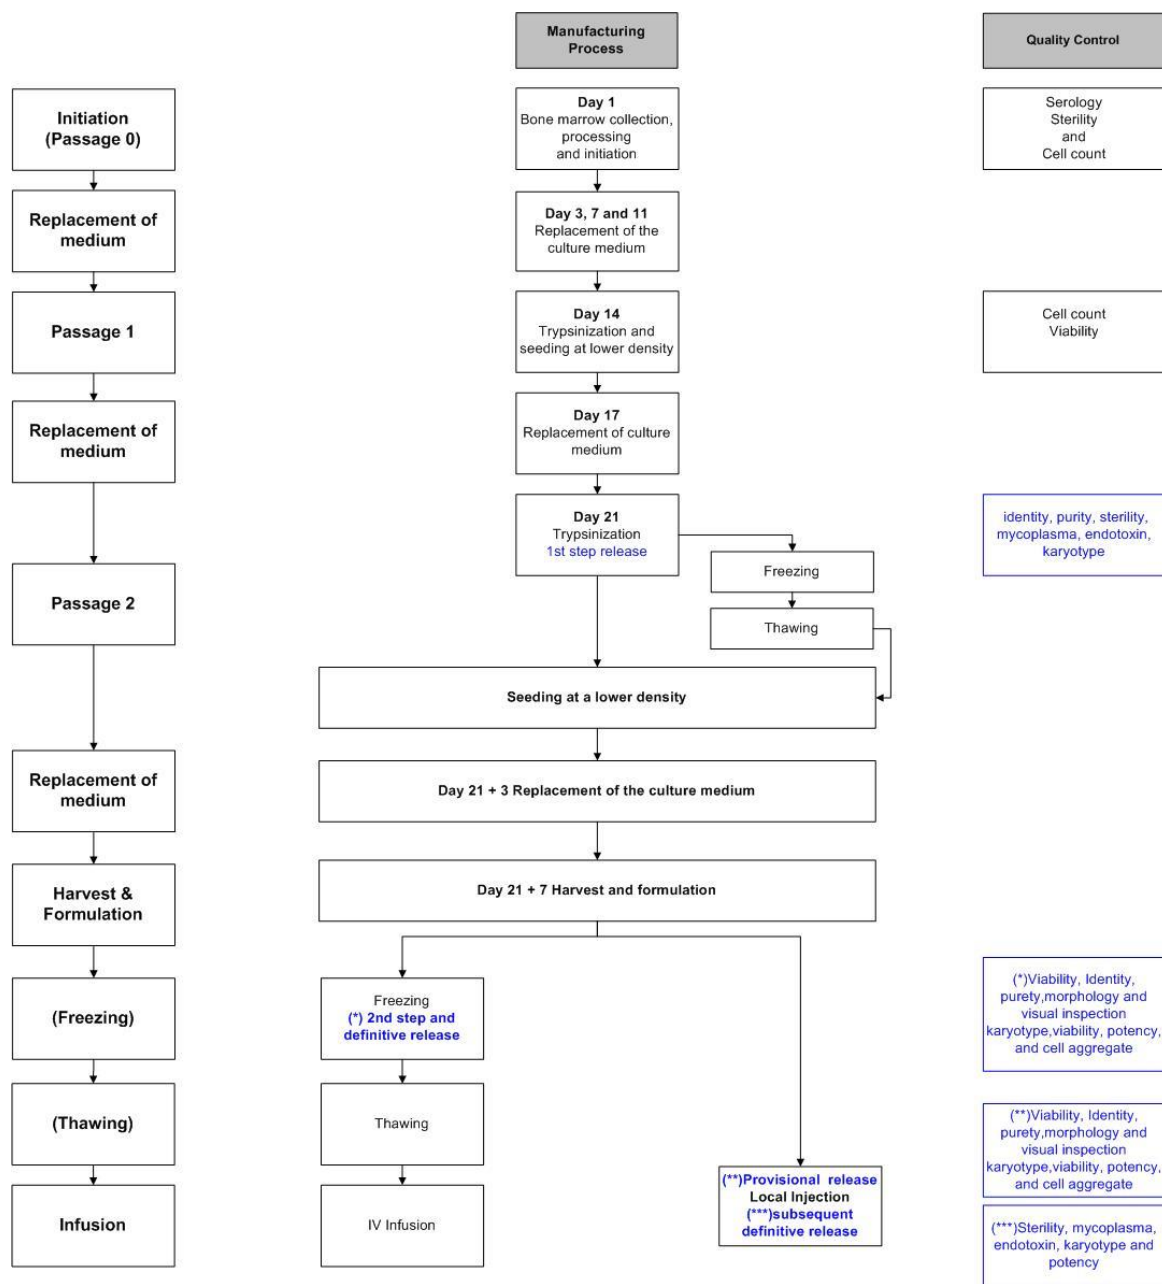 Manufacturing
Process
Quality Control
Initiation
(Passage 0)
Day 1
Bone marrow collection,
processing
and initiation
Serology
Sterility
and
Cell count
Replacement of
medium
Day 3, 7 and 11
Replacement of the
culture medium
Passage 1
Day 14
Trypsinization and
seeding at lower density
Cell count
Viability
Replacement of
medium
Day 17
Replacement of culture
medium
Day 21
Trypsinization
1st step release
identity, purity, sterility,
mycoplasma, endotoxin,
karyotype
Freezing
Passage 2
Thawing
Seeding at a lower density
Replacement of
medium
Day 21 + 3 Replacement of the culture medium
Harvest &
Formulation
Day 21 + 7 Harvest and formulation
(Freezing)
Freezing
(*) 2nd step and
definitive release
(*)Viability, Identity,
purety,morphology and
visual inspection
karyotype,viability, potency,
and cell aggregate
(Thawing)
Thawing
(**)Viability, Identity,
purety,morphology and
visual inspection
karyotype,viability, potency,
and cell aggregate
Infusion
IV Infusion
(**)Provisional release
Local Injection
(***)subsequent
definitive release
(***)Sterility, mycoplasma,
endotoxin, karyotype and
potency